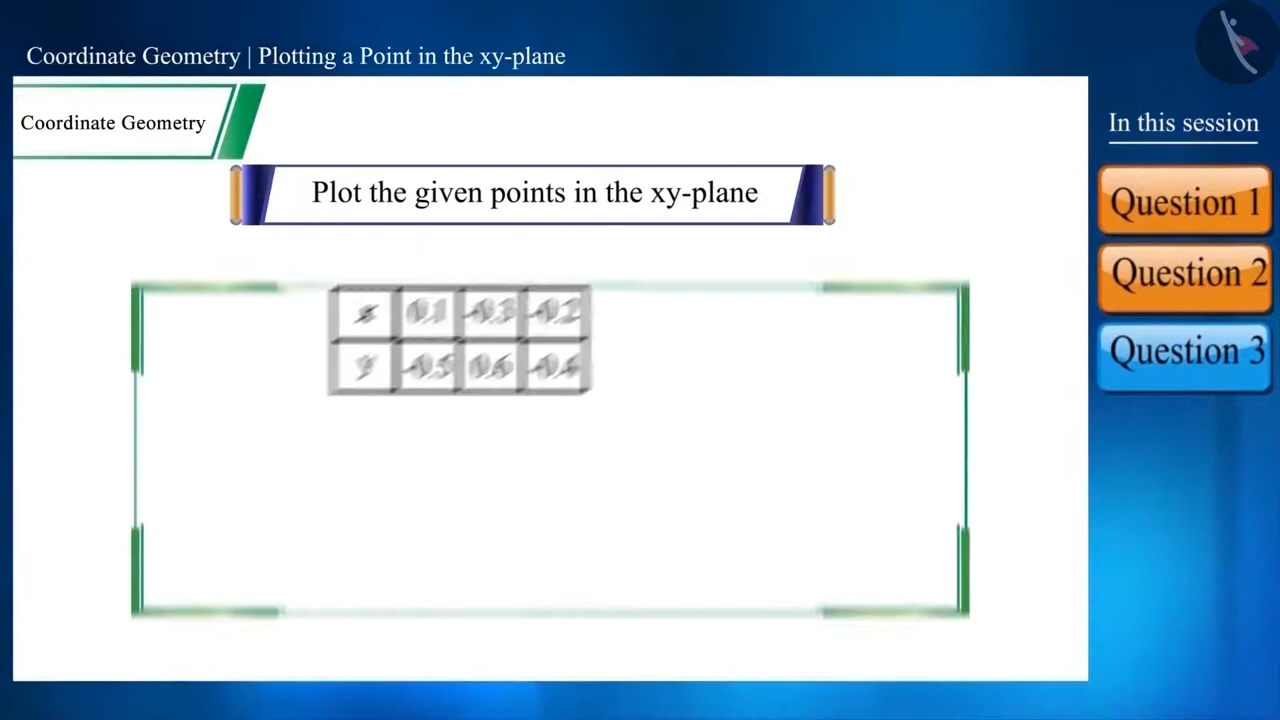 Coordinate Geometry | Plotting a Point in the xy-plane
Coordinate Geometry
In this session
Plot the given points in the xy-plane
Question 1
Question 2
Question 3